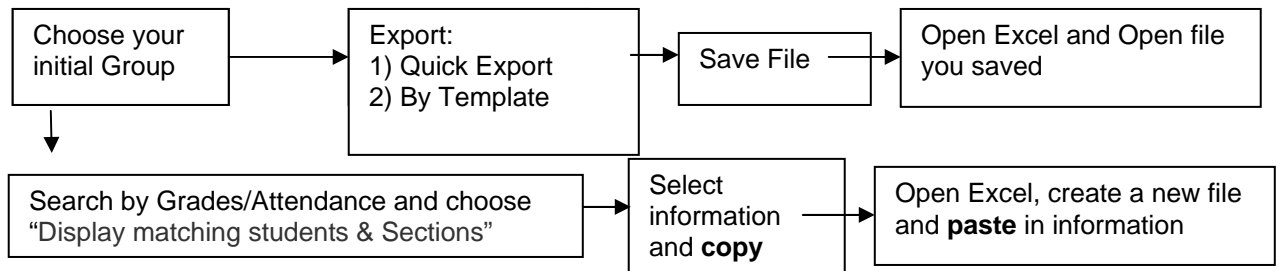 Choose your
initial Group
Export:
1) Quick Export
2) By Template
Save File
Open Excel and Open file
you saved
Search by Grades/Attendance and choose
“Display matching students & Sections”
Select
information
and copy
Open Excel, create a new file
and paste in information